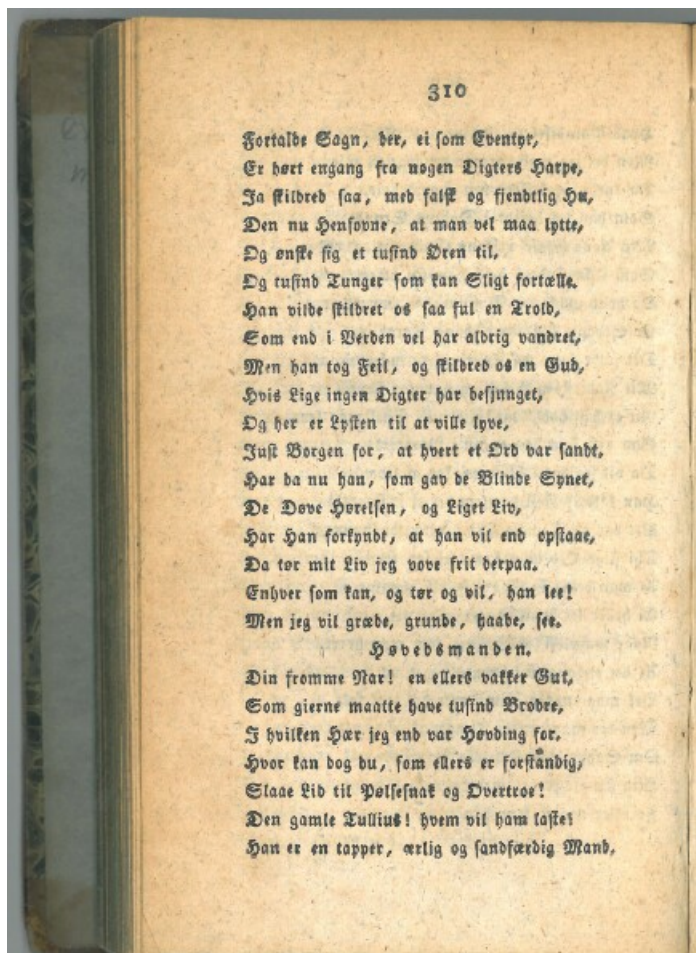 310
Fortalde Sagn, der, ei som Eventyr,
Er hørt engang fra nogen Digters Harpe,
Ja skildred saa, med falsk og fjendtlig Hu,
Den nu Hensovne, at man vel maa lytte,
Og ønske sig et tusind Øren til,
Og tusind Tunger som kan Sligt fortælle.
Han vilde skildret os saa ful en Trold,
Som end i Verden vel har aldrig vandret,
Men han tog Feil, og skildred os en Gud,
Hvis Lige ingen Digter har besjunget,
Og her er Lysten til at ville lyve,
Just Borgen for, at hvert et Ord var sandt,
Har da nu han, som gav de Blinde Synet,
De Døve Hørelsen, og Liget Liv,
Har Han forkyndt, at han vil end opstaae,
Da tør mit Liv jeg vove frit derpaa.
Enhver som kan, og tør og vil, han lee!
Men jeg vil græde, grunde, haabe, see.
Høvedsmanden.
Din fromme Nar! en ellers vakker Gut,
Som gierne maatte have tusind Brødre,
I hvilken Hær jeg end var Høvding for,
Hvor kan dog du, som ellers er forståndig,
Slaae Lid til Pølsesnak og Overtroe!
Den gamle Tullius! hvem vil ham laste!
Han er en tapper, ærlig og sandfærdig Mand,